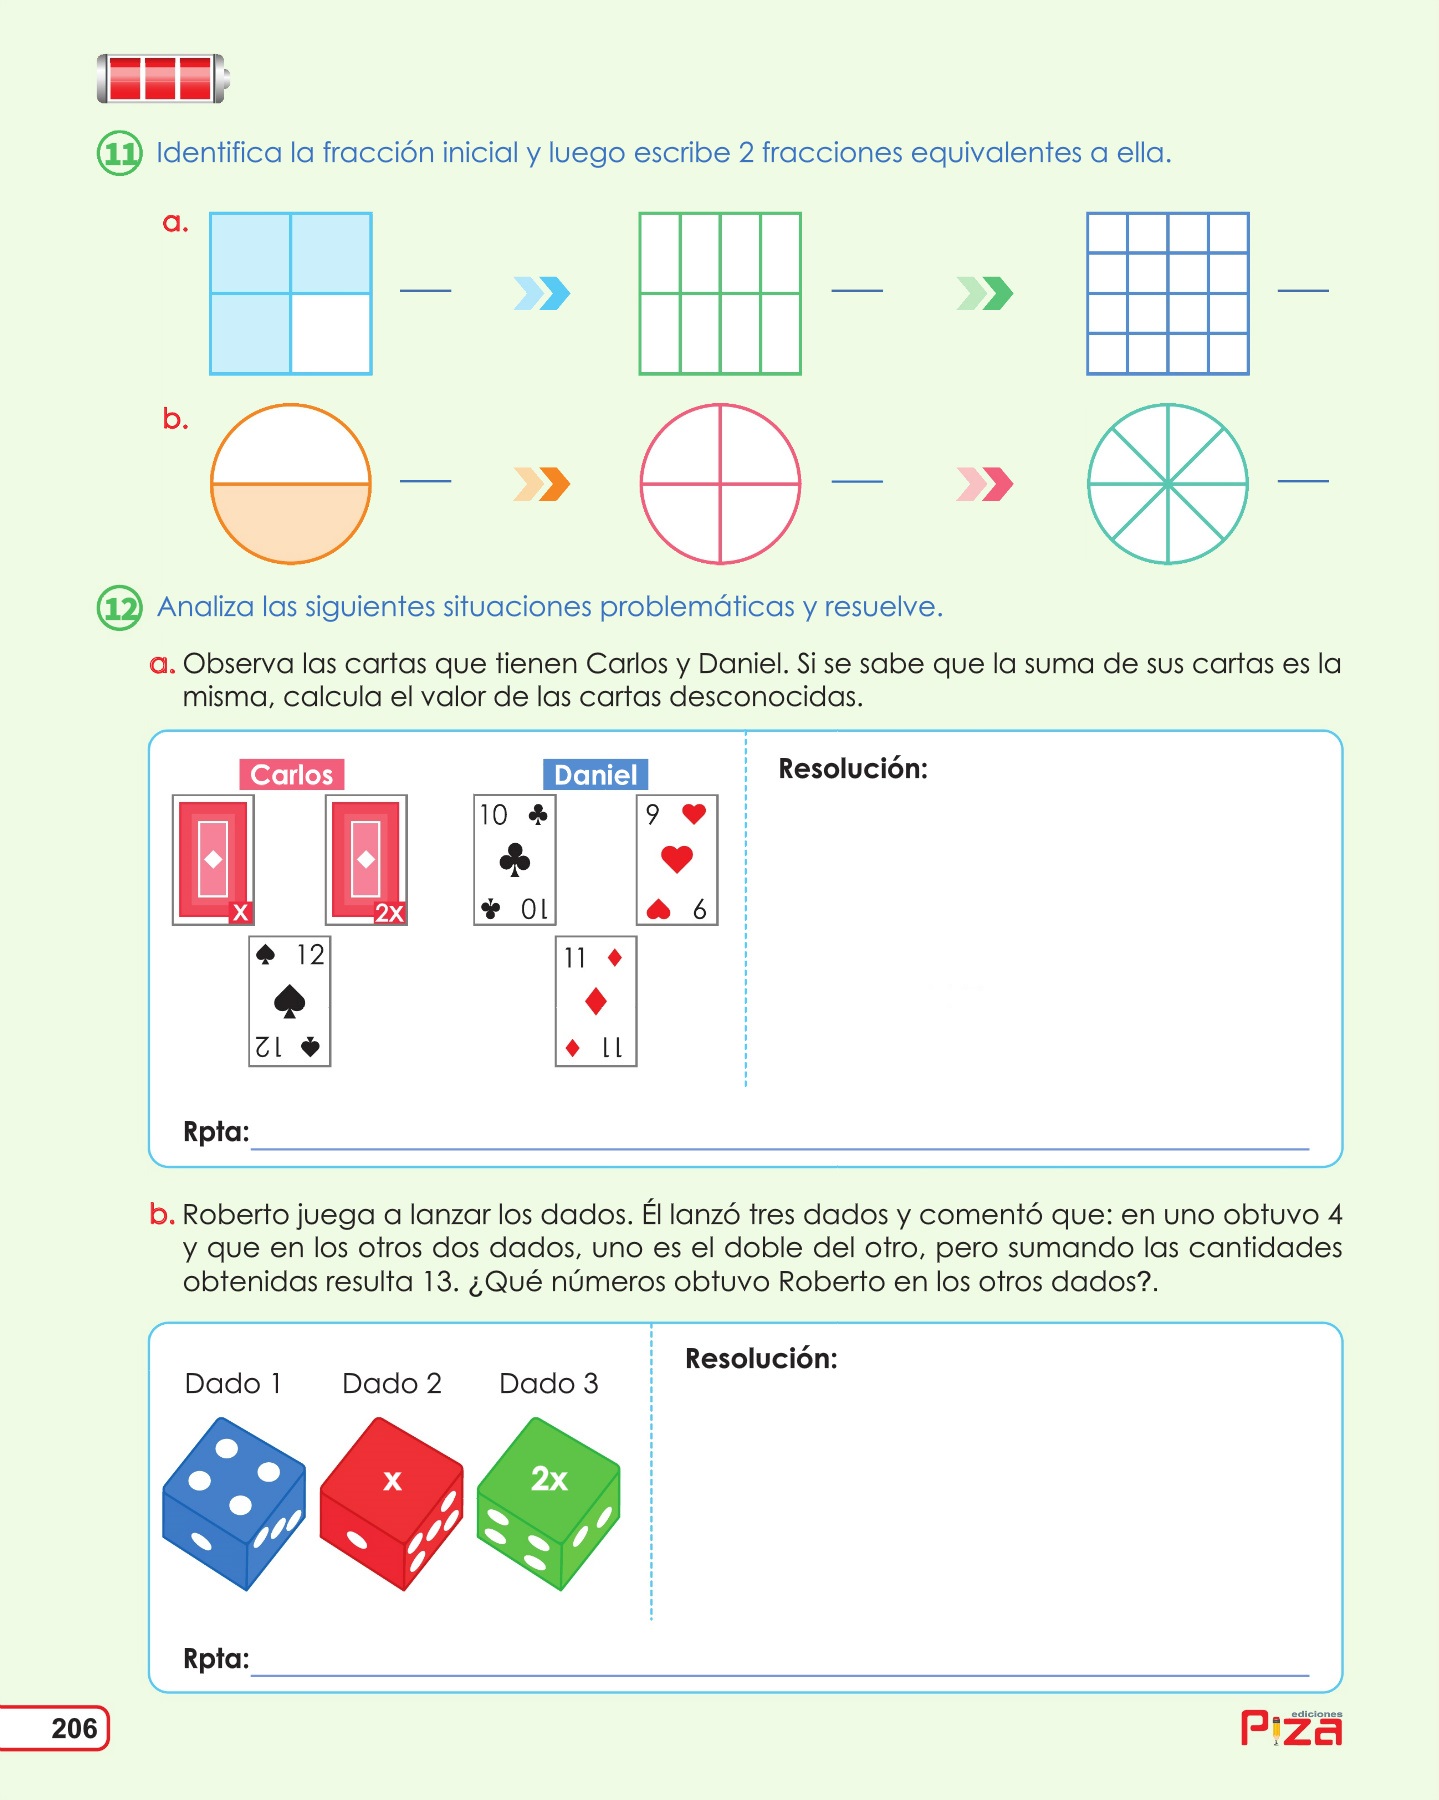 11 Identifica la fracción inicial y luego escribe 2 fracciones equivalentes a ella.
a.
b.
12 Analiza las siguientes situaciones problemáticas y resuelve.
a. Observa las cartas que tienen Carlos y Daniel. Si se sabe que la suma de sus cartas es la
misma, calcula el valor de las cartas desconocidas.
Carlos
Daniel
Resolución:
X
2X
10
10
9
9
12
12
11
11
Rpta:
b. Roberto juega a lanzar los dados. Él lanzó tres dados y comentó que: en uno obtuvo 4
y que en los otros dos dados, uno es el doble del otro, pero sumando las cantidades
obtenidas resulta 13. ¿Qué números obtuvo Roberto en los otros dados?.
Resolución:
Dado 1 Dado 2 Dado 3
x
2x
Rpta:
206
ediciones
Piza